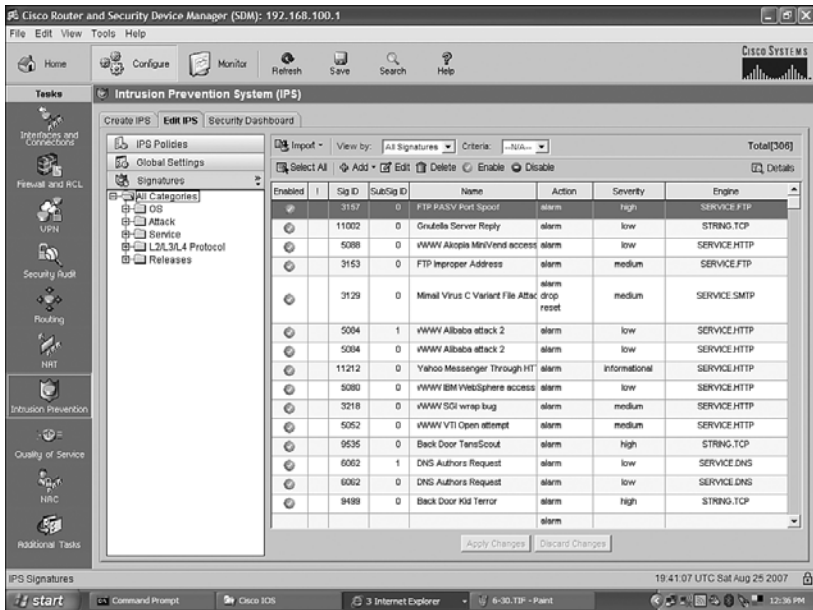 Cisco Router and Security Device Manager (SDM): 192.168.100.1
File Edit View Tools Help
Home Configure Monitor Refresh Save Search Help
CISCO SYSTEMS
Tasks
Intrusion Prevention System (IPS)
Create IPS Edit IPS Security Dashboard
Interfaces and Connections
Firewall and ACL
VPN
Security Audit
Routing
NAT
Intrusion Prevention
Quality of Service
NAC
Additional Tasks
IPS Policies
Global Settings
Signatures
All Categories
OS
Attack
Service
L2/L3/L4 Protocol
Releases
Import View by: All Signatures Criteria: --N/A-- Total[306]
Select All Add Edit Delete Enable Disable Details
Enabled ! Sig ID SubSig ID Name Action Severity Engine
3157 0 FTP PASV Port Spoof alarm high SERVICE.FTP
11002 0 Gnutella Server Reply alarm low STRING.TCP
5088 0 WWW Akopia MiniVend access alarm low SERVICE.HTTP
3153 0 FTP Improper Address alarm medium SERVICE.FTP
3129 0 Mimail Virus C Variant File Attac alarm drop reset medium SERVICE.SMTP
5084 1 WWW Alibaba attack 2 alarm low SERVICE.HTTP
5084 0 WWW Alibaba attack 2 alarm low SERVICE.HTTP
11212 0 Yahoo Messenger Through HT alarm informational SERVICE.HTTP
5080 0 WWW IBM WebSphere access alarm low SERVICE.HTTP
3218 0 WWW SGI wrap bug alarm medium SERVICE.HTTP
5052 0 WWW VTI Open attempt alarm medium SERVICE.HTTP
9535 0 Back Door TansScout alarm high STRING.TCP
6062 1 DNS Authors Request alarm low SERVICE.DNS
6062 0 DNS Authors Request alarm low SERVICE.DNS
9499 0 Back Door Kid Terror alarm high STRING.TCP
alarm
Apply Changes Discard Changes
IPS Signatures 19:41:07 UTC Sat Aug 25 2007
start Command Prompt Cisco IOS 3 Internet Explorer 6-30.TIF - Paint 12:36 PM